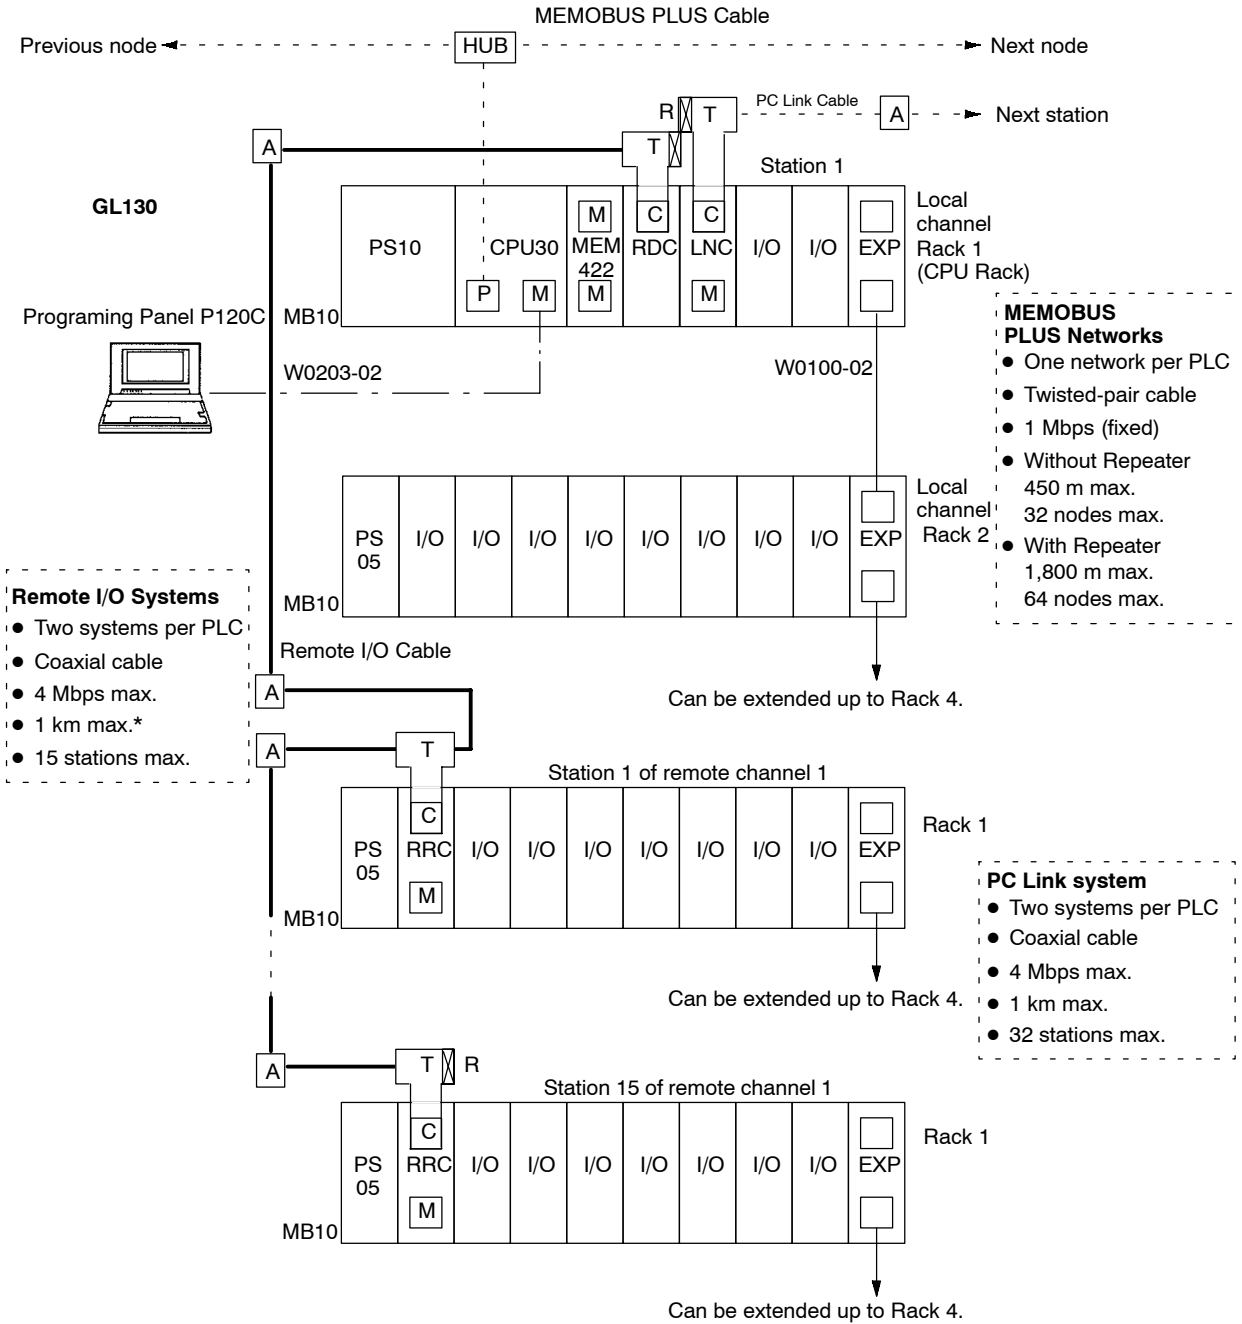 MEMOBUS PLUS Cable
Previous node
HUB
Next node
R
T
PC Link Cable
A
Next station
A
T
Station 1
GL130
PS10
CPU30
P
M
M
MEM
422
M
C
RDC
C
LNC
M
I/O
I/O
EXP
Local
channel
Rack 1
(CPU Rack)
MB10
Programing Panel P120C
W0203-02
W0100-02
MEMOBUS
PLUS Networks
● One network per PLC
● Twisted-pair cable
● 1 Mbps (fixed)
● Without Repeater
450 m max.
32 nodes max.
● With Repeater
1,800 m max.
64 nodes max.
PS
05
I/O
I/O
I/O
I/O
I/O
I/O
I/O
I/O
EXP
Local
channel
Rack 2
MB10
Remote I/O Systems
● Two systems per PLC
● Coaxial cable
● 4 Mbps max.
● 1 km max.*
● 15 stations max.
Remote I/O Cable
A
Can be extended up to Rack 4.
A
T
Station 1 of remote channel 1
PS
05
C
RRC
M
I/O
I/O
I/O
I/O
I/O
I/O
I/O
EXP
Rack 1
MB10
PC Link system
● Two systems per PLC
● Coaxial cable
● 4 Mbps max.
● 1 km max.
● 32 stations max.
Can be extended up to Rack 4.
A
T
R
Station 15 of remote channel 1
PS
05
C
RRC
M
I/O
I/O
I/O
I/O
I/O
I/O
I/O
EXP
Rack 1
MB10
Can be extended up to Rack 4.